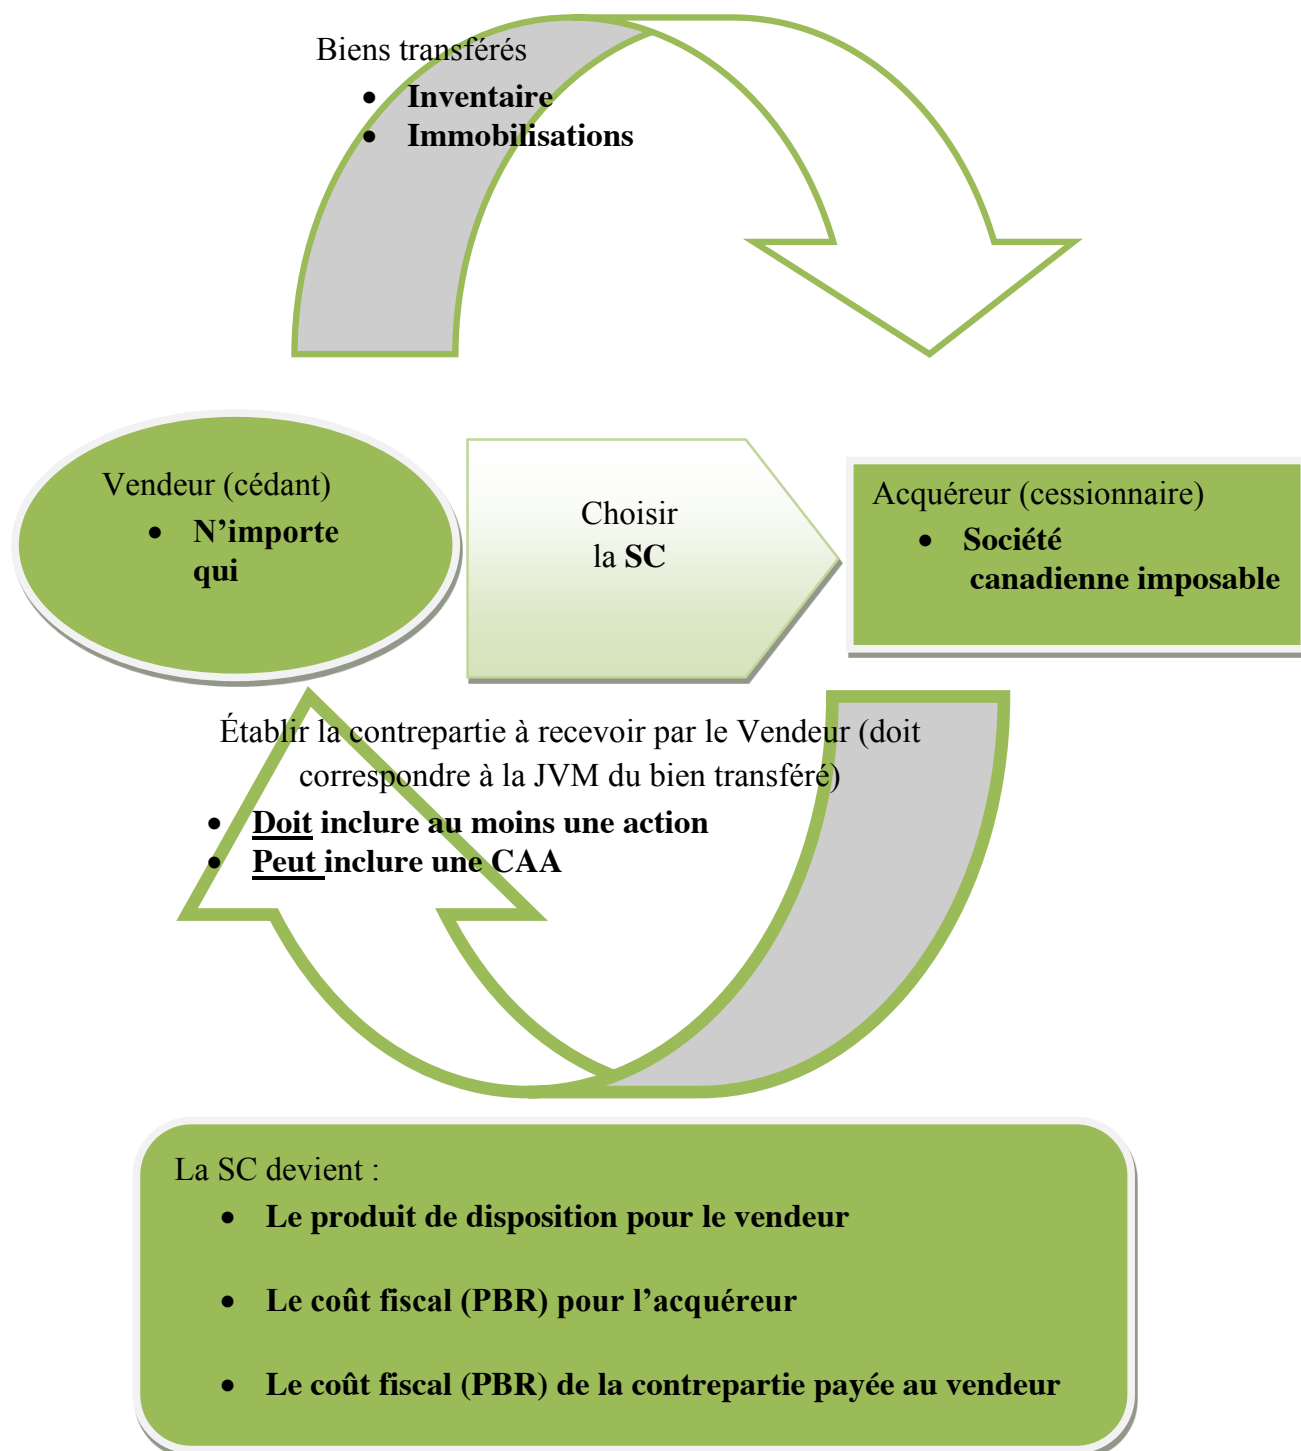 Biens transférés
• Inventaire
• Immobilisations
Vendeur (cédant)
• N’importe
qui
Choisir
la SC
Acquéreur (cessionnaire)
• Société
canadienne imposable
Établir la contrepartie à recevoir par le Vendeur (doit
correspondre à la JVM du bien transféré)
• Doit inclure au moins une action
• Peut inclure une CAA
La SC devient :
• Le produit de disposition pour le vendeur
• Le coût fiscal (PBR) pour l’acquéreur
• Le coût fiscal (PBR) de la contrepartie payée au vendeur